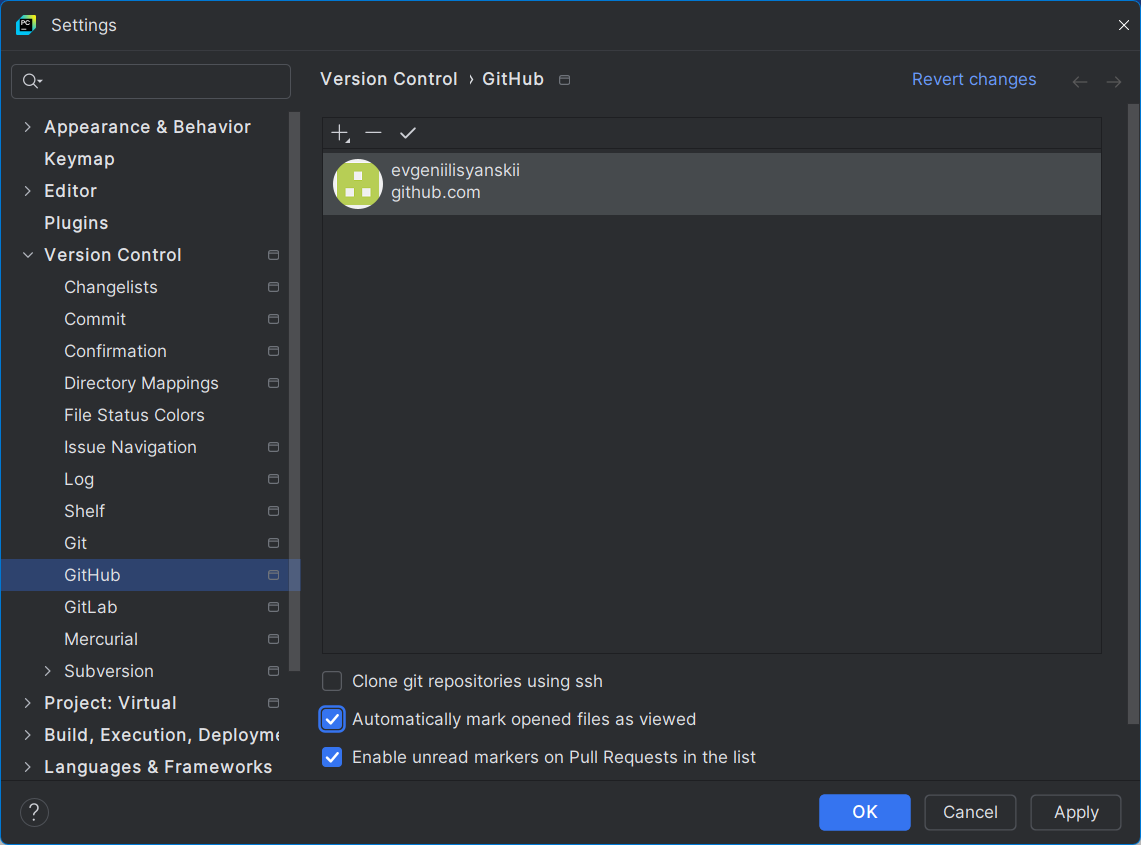 PC
Settings
Version Control › GitHub
Revert changes
Appearance & Behavior
Keymap
Editor
Plugins
Version Control
Changelists
Commit
Confirmation
Directory Mappings
File Status Colors
Issue Navigation
Log
Shelf
Git
GitHub
GitLab
Mercurial
Subversion
Project: Virtual
Build, Execution, Deployme
Languages & Frameworks
evgeniilisyanskii
github.com
Clone git repositories using ssh
Automatically mark opened files as viewed
Enable unread markers on Pull Requests in the list
?
OK
Cancel
Apply